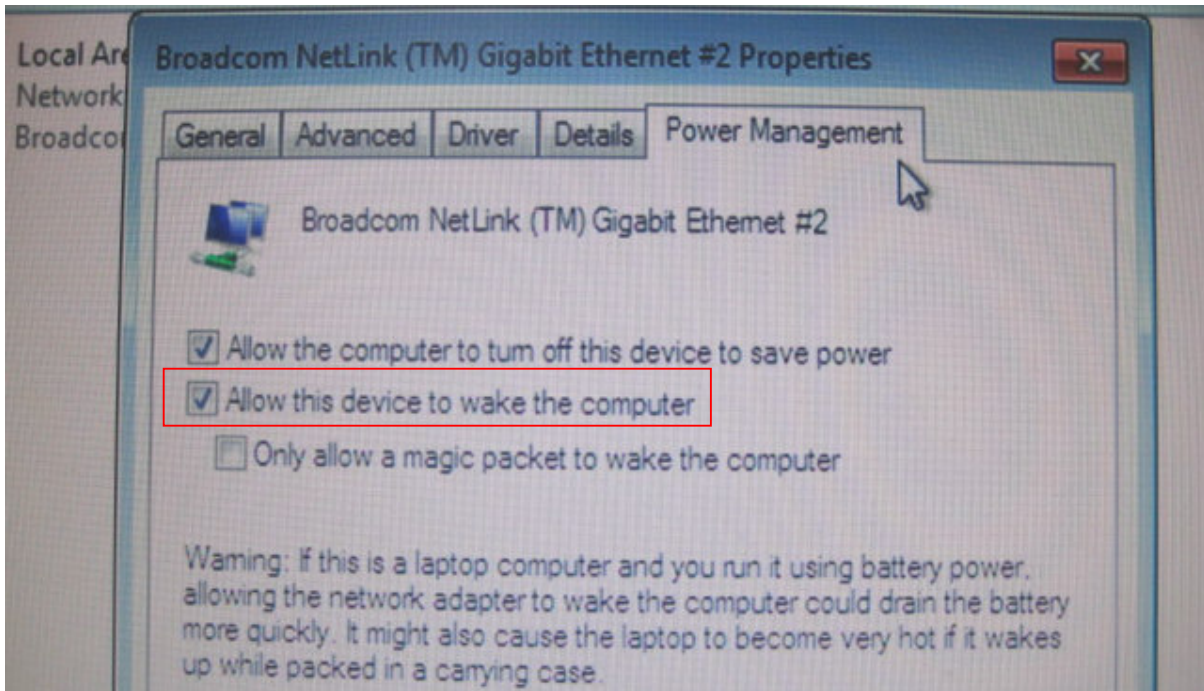 Local Are
Network
Broadcom
Broadcom NetLink (TM) Gigabit Ethernet #2 Properties
General Advanced Driver Details Power Management
Broadcom NetLink (TM) Gigabit Ethernet #2
Allow the computer to turn off this device to save power
Allow this device to wake the computer
Only allow a magic packet to wake the computer
Warning: If this is a laptop computer and you run it using battery power,
allowing the network adapter to wake the computer could drain the battery
more quickly. It might also cause the laptop to become very hot if it wakes
up while packed in a carrying case.